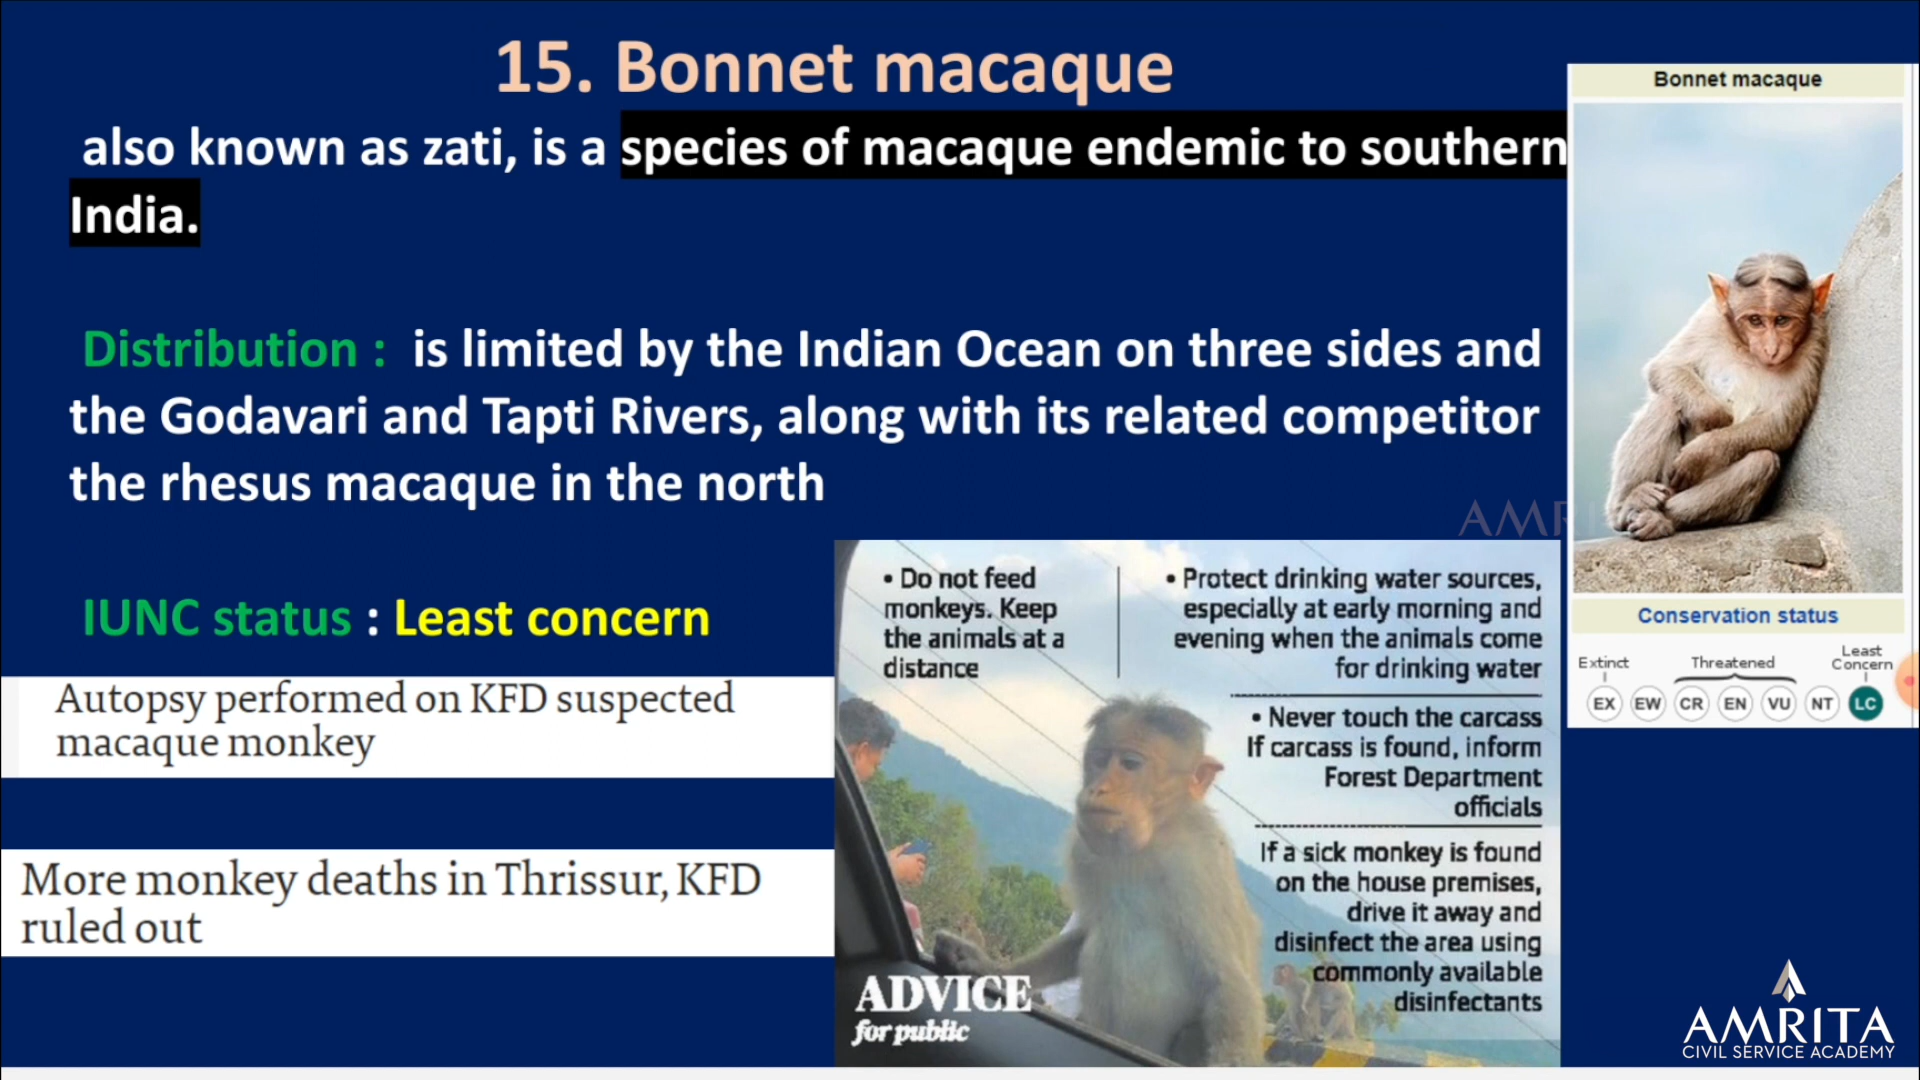 15. Bonnet macaque
also known as zati, is a species of macaque endemic to southern
India.
Distribution : is limited by the Indian Ocean on three sides and
the Godavari and Tapti Rivers, along with its related competitor
the rhesus macaque in the north
IUNC status : Least concern
Autopsy performed on KFD suspected
macaque monkey
More monkey deaths in Thrissur, KFD
ruled out
• Do not feed
monkeys. Keep
the animals at a
distance
• Protect drinking water sources,
especially at early morning and
evening when the animals come
for drinking water
• Never touch the carcass
If carcass is found, inform
Forest Department
officials
If a sick monkey is found
on the house premises,
drive it away and
disinfect the area using
commonly available
disinfectants
ADVICE
for public
Bonnet macaque
Conservation status
Extinct
Threatened
Least
Concern
EX EW CR EN VU NT LC
AMRITA
CIVIL SERVICE ACADEMY